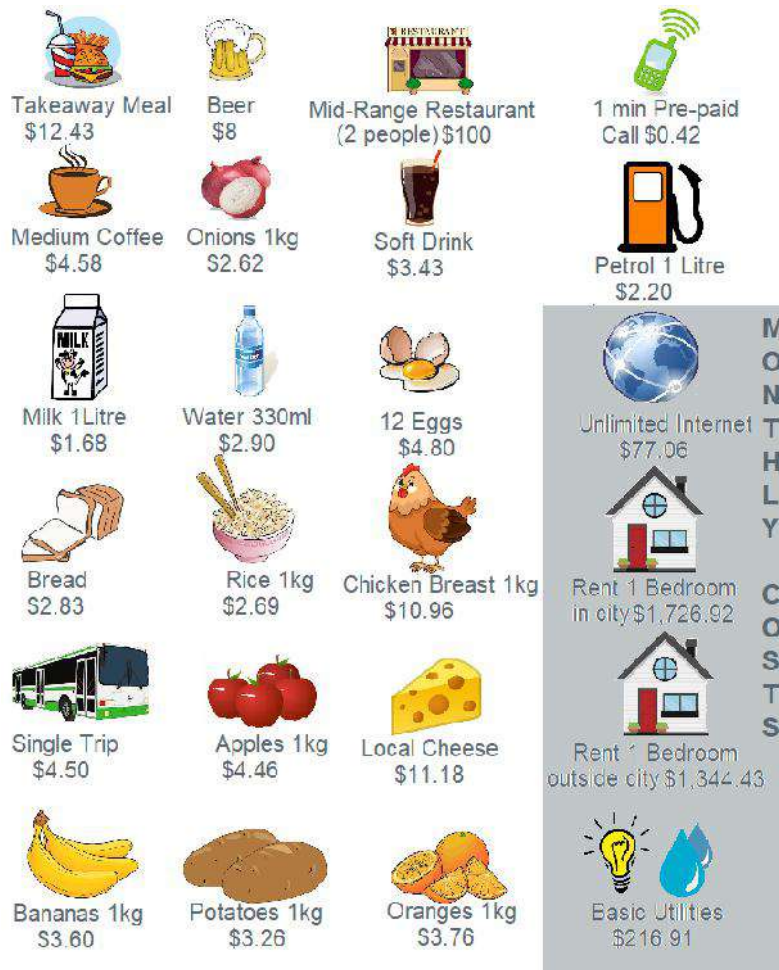 RESTAURANT
Takeaway Meal
$12.43
Beer
$8
Mid-Range Restaurant
(2 people) $100
1 min Pre-paid
Call $0.42
Medium Coffee
$4.58
Onions 1kg
$2.62
Soft Drink
$3.43
Petrol 1 Litre
$2.20
MILK
Milk 1Litre
$1.68
Water 330ml
$2.90
12 Eggs
$4.80
Unlimited Internet
$77.06
MONTHLY COSTS
Bread
$2.83
Rice 1kg
$2.69
Chicken Breast 1kg
$10.96
Rent 1 Bedroom
in city $1,726.92
Single Trip
$4.50
Apples 1kg
$4.46
Local Cheese
$11.18
Rent 1 Bedroom
outside city $1,344.43
Bananas 1kg
$3.60
Potatoes 1kg
$3.26
Oranges 1kg
$3.76
Basic Utilities
$216.91